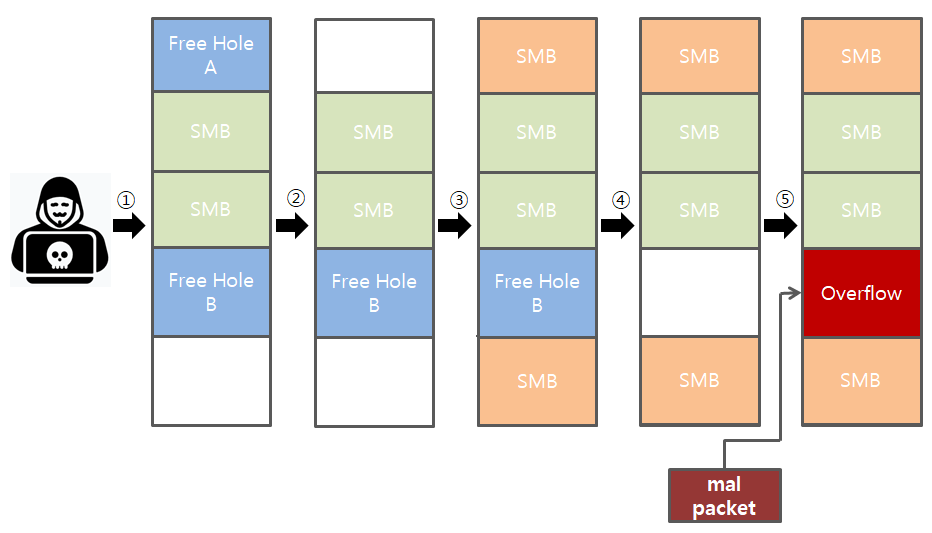 ①
Free Hole
A
SMB
SMB
Free Hole
B
②
SMB
SMB
Free Hole
B
③
SMB
SMB
SMB
Free Hole
B
SMB
④
SMB
SMB
SMB
SMB
⑤
SMB
SMB
SMB
Overflow
SMB
mal
packet